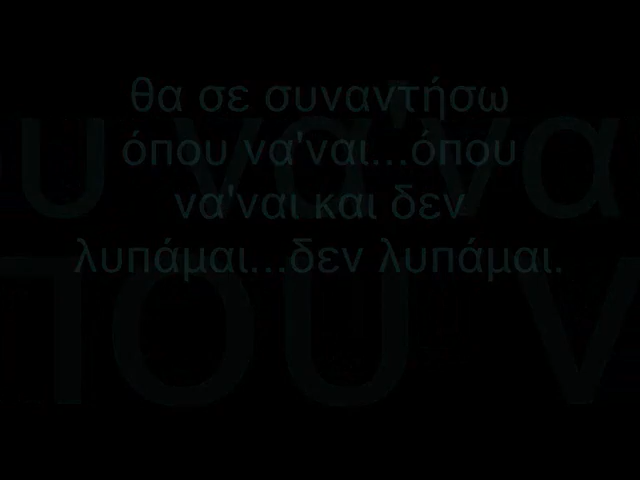 θα σε συναντήσω
όπου να'ναι...όπου
να'ναι και δεν
λυπάμαι...δεν λυπάμαι.